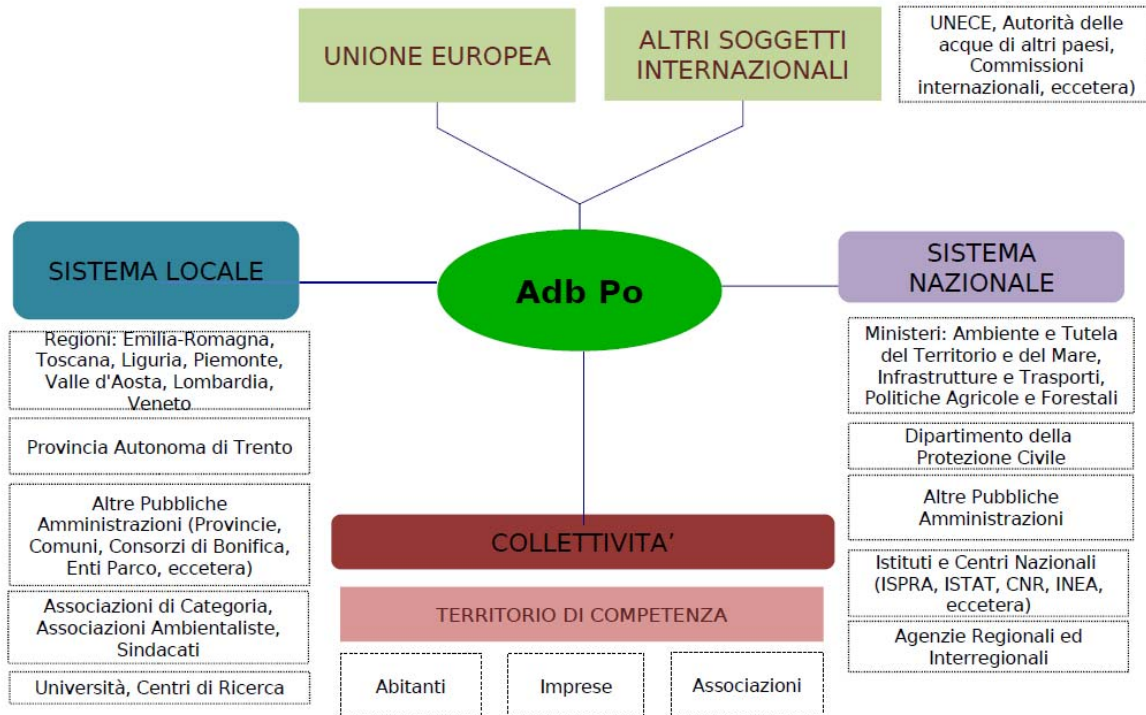 UNIONE EUROPEA
ALTRI SOGGETTI
INTERNAZIONALI
UNECE, Autorità delle
acque di altri paesi,
Commissioni
internazionali, eccetera)
SISTEMA LOCALE
Adb Po
SISTEMA
NAZIONALE
Regioni: Emilia-Romagna,
Toscana, Liguria, Piemonte,
Valle d'Aosta, Lombardia,
Veneto
Provincia Autonoma di Trento
Altre Pubbliche
Amministrazioni (Provincie,
Comuni, Consorzi di Bonifica,
Enti Parco, eccetera)
Associazioni di Categoria,
Associazioni Ambientaliste,
Sindacati
Università, Centri di Ricerca
COLLETTIVITA’
TERRITORIO DI COMPETENZA
Abitanti
Imprese
Associazioni
Ministeri: Ambiente e Tutela
del Territorio e del Mare,
Infrastrutture e Trasporti,
Politiche Agricole e Forestali
Dipartimento della
Protezione Civile
Altre Pubbliche
Amministrazioni
Istituti e Centri Nazionali
(ISPRA, ISTAT, CNR, INEA,
eccetera)
Agenzie Regionali ed
Interregionali